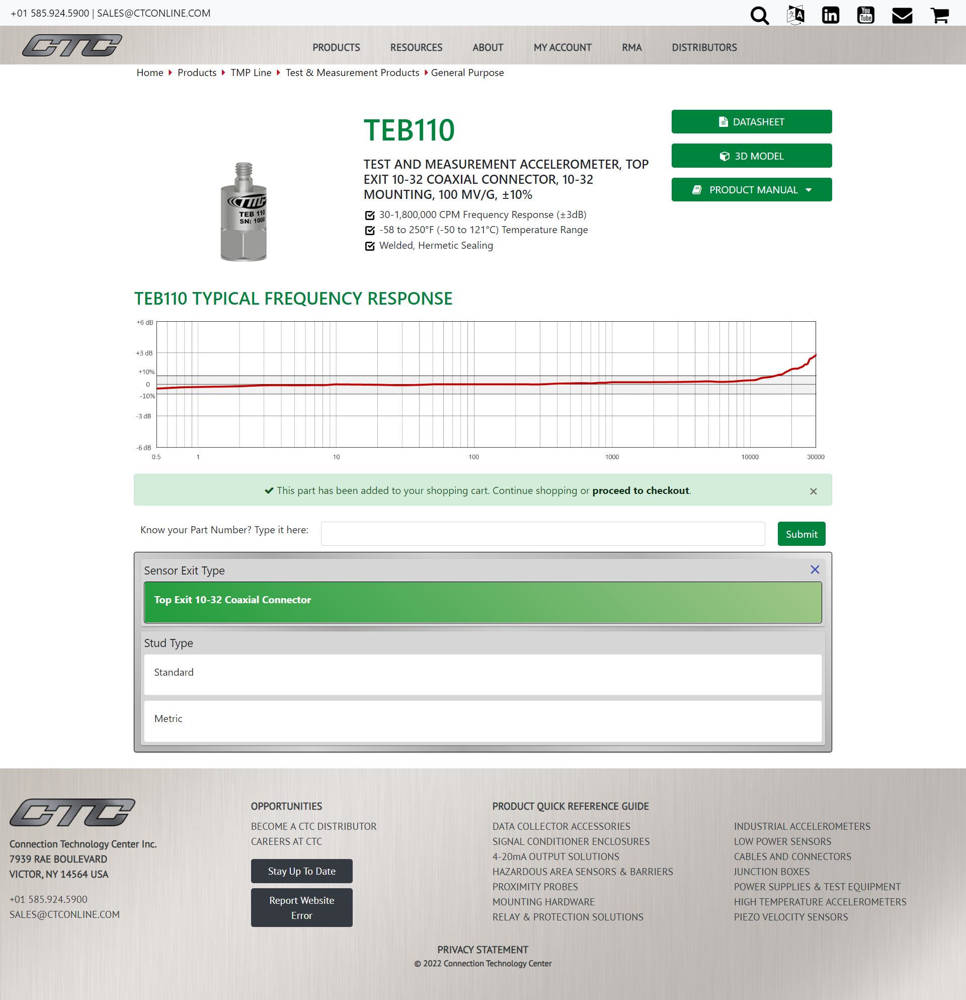 +01 585.924.5900 | SALES@CTCONLINE.COM
CTC
PRODUCTS RESOURCES ABOUT MY ACCOUNT RMA DISTRIBUTORS
Home Products TMP Line Test & Measurement Products General Purpose
TEB110
TEST AND MEASUREMENT ACCELEROMETER, TOP
EXIT 10-32 COAXIAL CONNECTOR, 10-32
MOUNTING, 100 MV/G, ±10%
30-1,800,000 CPM Frequency Response (±3dB)
-58 to 250°F (-50 to 121°C) Temperature Range
Welded, Hermetic Sealing
DATASHEET
3D MODEL
PRODUCT MANUAL
TMP
TEB 110
SN: 1000
TEB110 TYPICAL FREQUENCY RESPONSE
+6 dB
+3 dB
+10%
0
-10%
-3 dB
-6 dB
0.5 1 10 100 1000 10000 30000
This part has been added to your shopping cart. Continue shopping or proceed to checkout.
×
Know your Part Number? Type it here:
Submit
Sensor Exit Type
Top Exit 10-32 Coaxial Connector
Stud Type
Standard
Metric
CTC
Connection Technology Center Inc.
7939 RAE BOULEVARD
VICTOR, NY 14564 USA
+01 585.924.5900
SALES@CTCONLINE.COM
OPPORTUNITIES
BECOME A CTC DISTRIBUTOR
CAREERS AT CTC
Stay Up To Date
Report Website
Error
PRODUCT QUICK REFERENCE GUIDE
DATA COLLECTOR ACCESSORIES
SIGNAL CONDITIONER ENCLOSURES
4-20mA OUTPUT SOLUTIONS
HAZARDOUS AREA SENSORS & BARRIERS
PROXIMITY PROBES
MOUNTING HARDWARE
RELAY & PROTECTION SOLUTIONS
INDUSTRIAL ACCELEROMETERS
LOW POWER SENSORS
CABLES AND CONNECTORS
JUNCTION BOXES
POWER SUPPLIES & TEST EQUIPMENT
HIGH TEMPERATURE ACCELEROMETERS
PIEZO VELOCITY SENSORS
PRIVACY STATEMENT
© 2022 Connection Technology Center